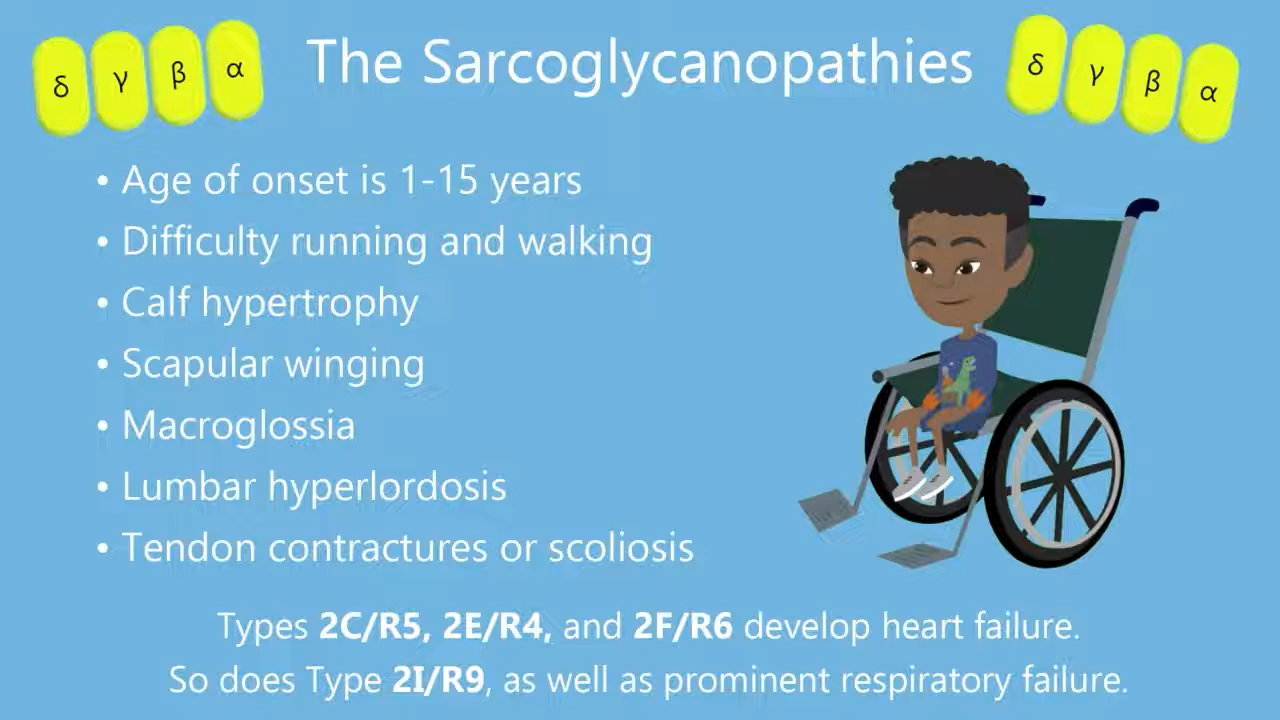 δ γ β α
The Sarcoglycanopathies
δ γ β α
• Age of onset is 1-15 years
• Difficulty running and walking
• Calf hypertrophy
• Scapular winging
• Macroglossia
• Lumbar hyperlordosis
• Tendon contractures or scoliosis
Types 2C/R5, 2E/R4, and 2F/R6 develop heart failure.
So does Type 2I/R9, as well as prominent respiratory failure.